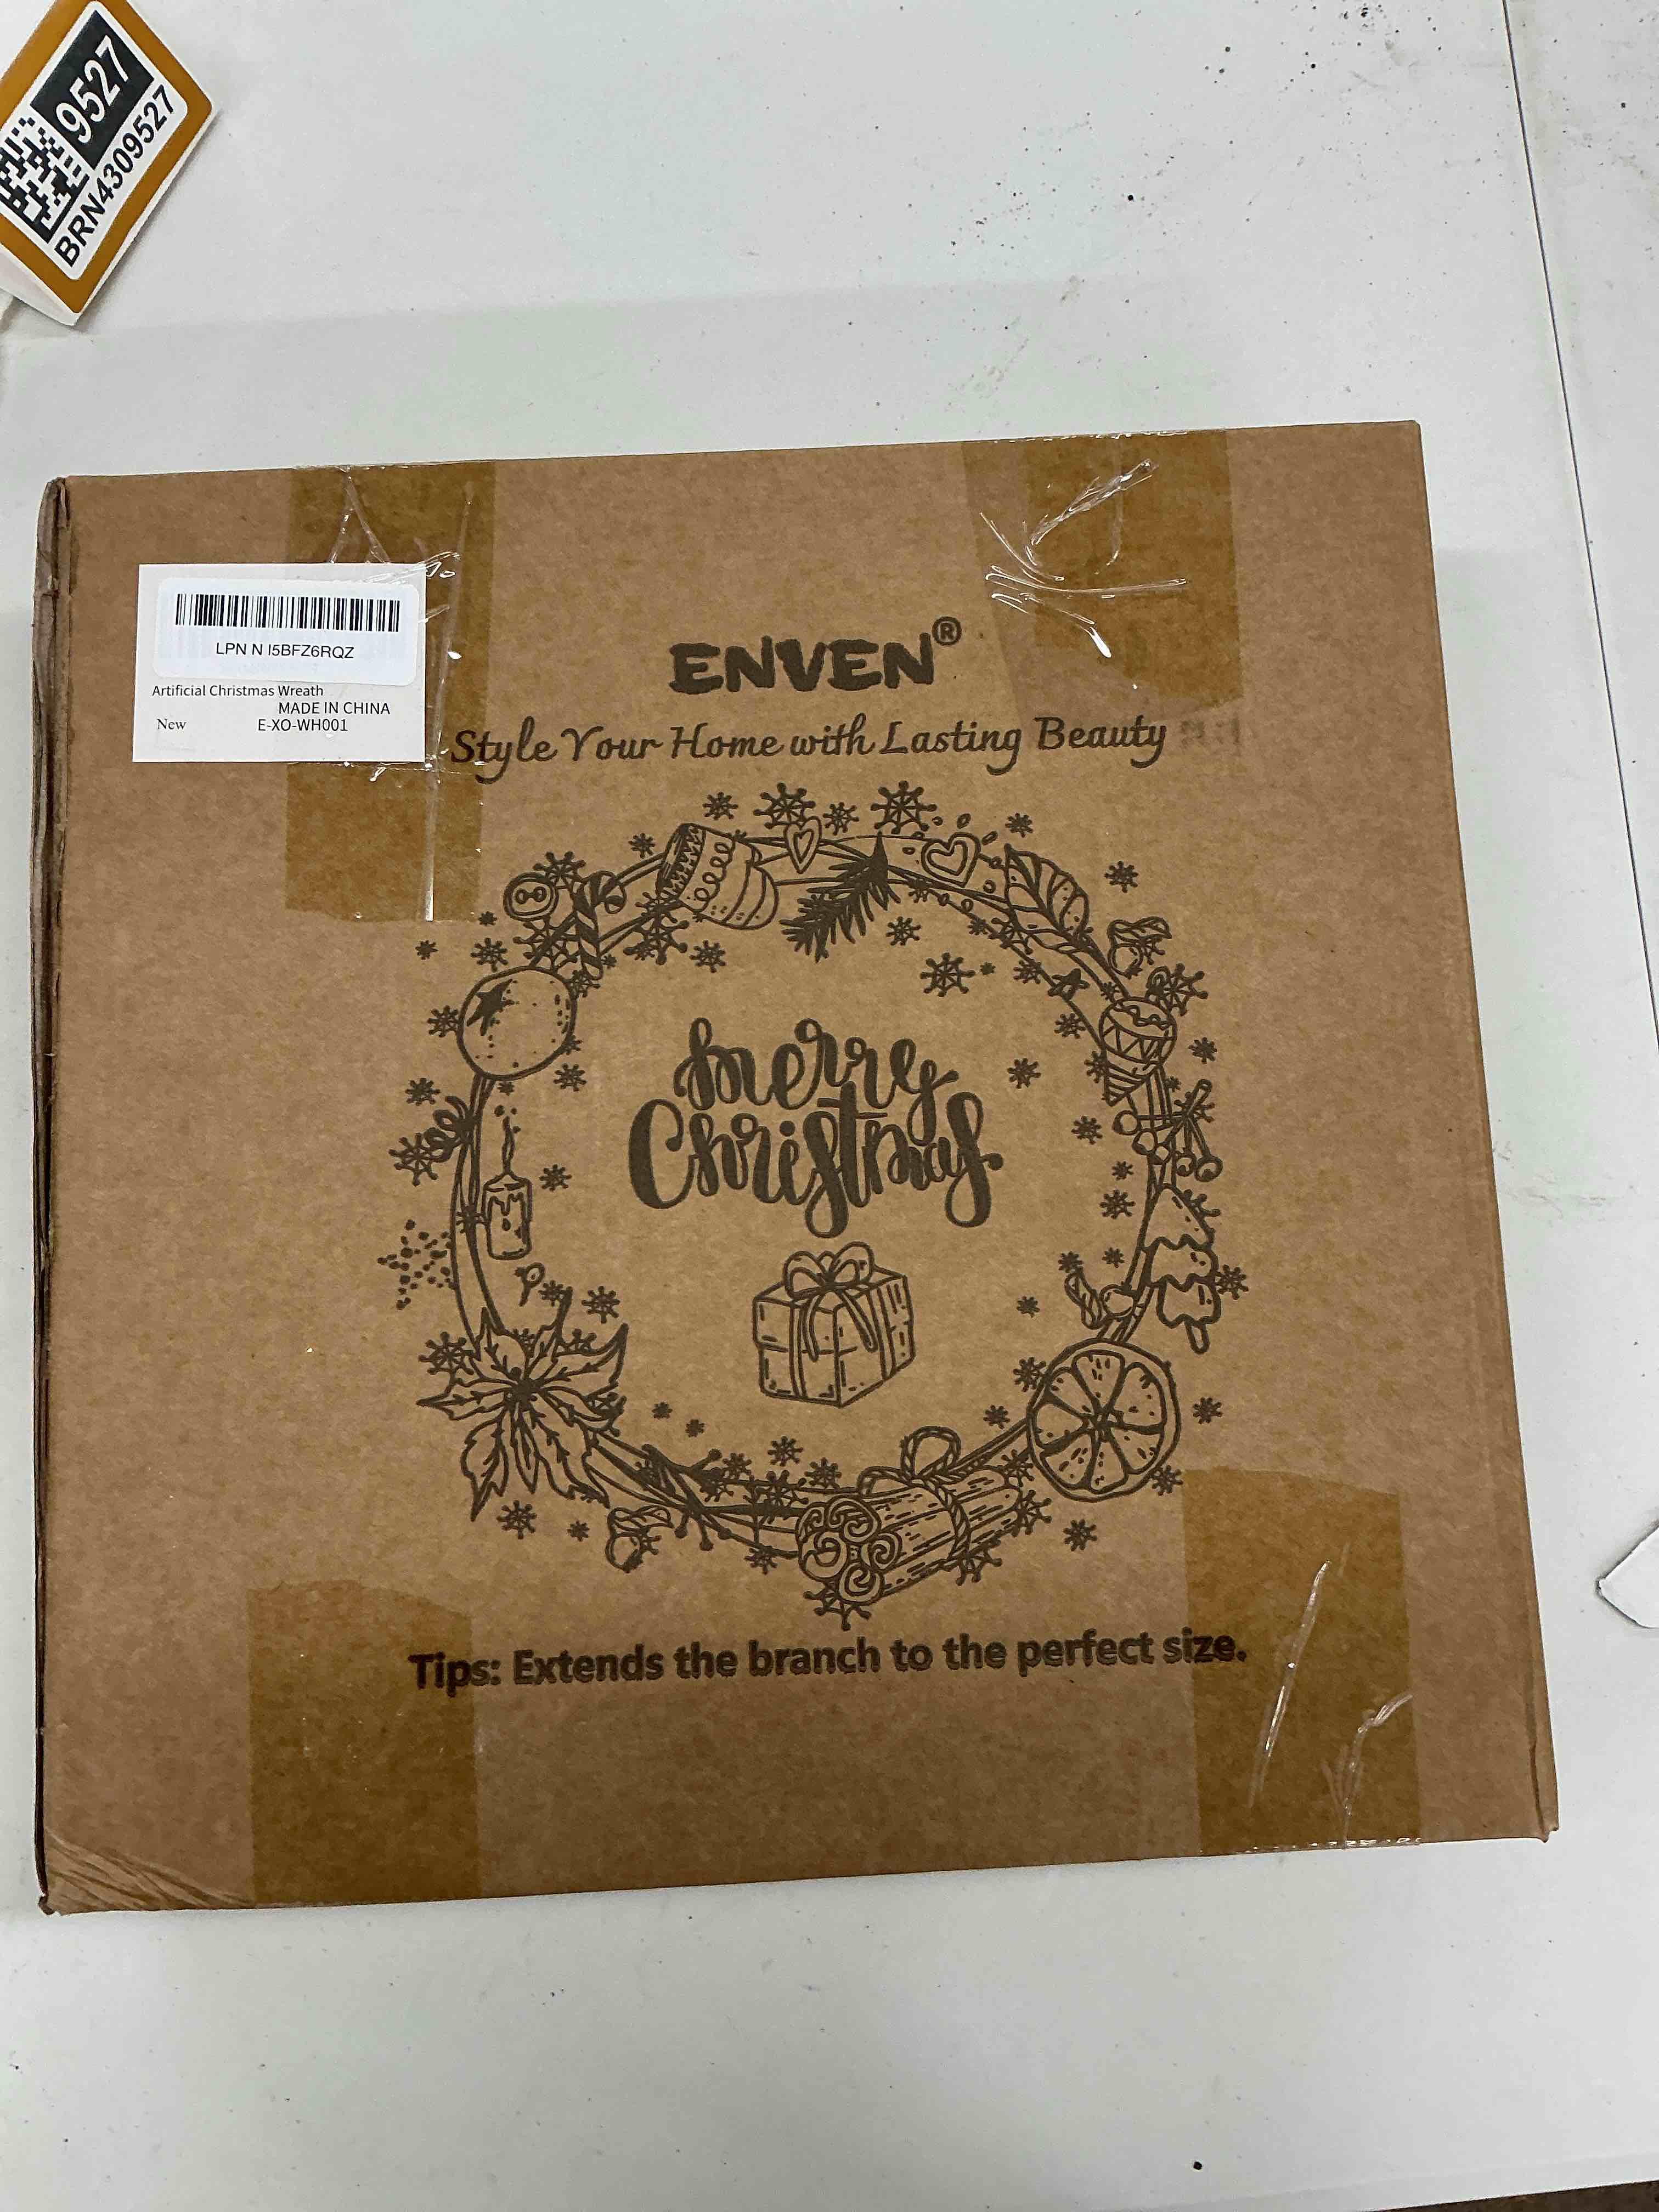 9527
BRN4309527
LPN N I5BFZ6RQZ
Artificial Christmas Wreath
MADE IN CHINA
New E-XO-WH001
ENVEN®
Style Your Home with Lasting Beauty
merry
Christmas
Tips: Extends the branch to the perfect size.